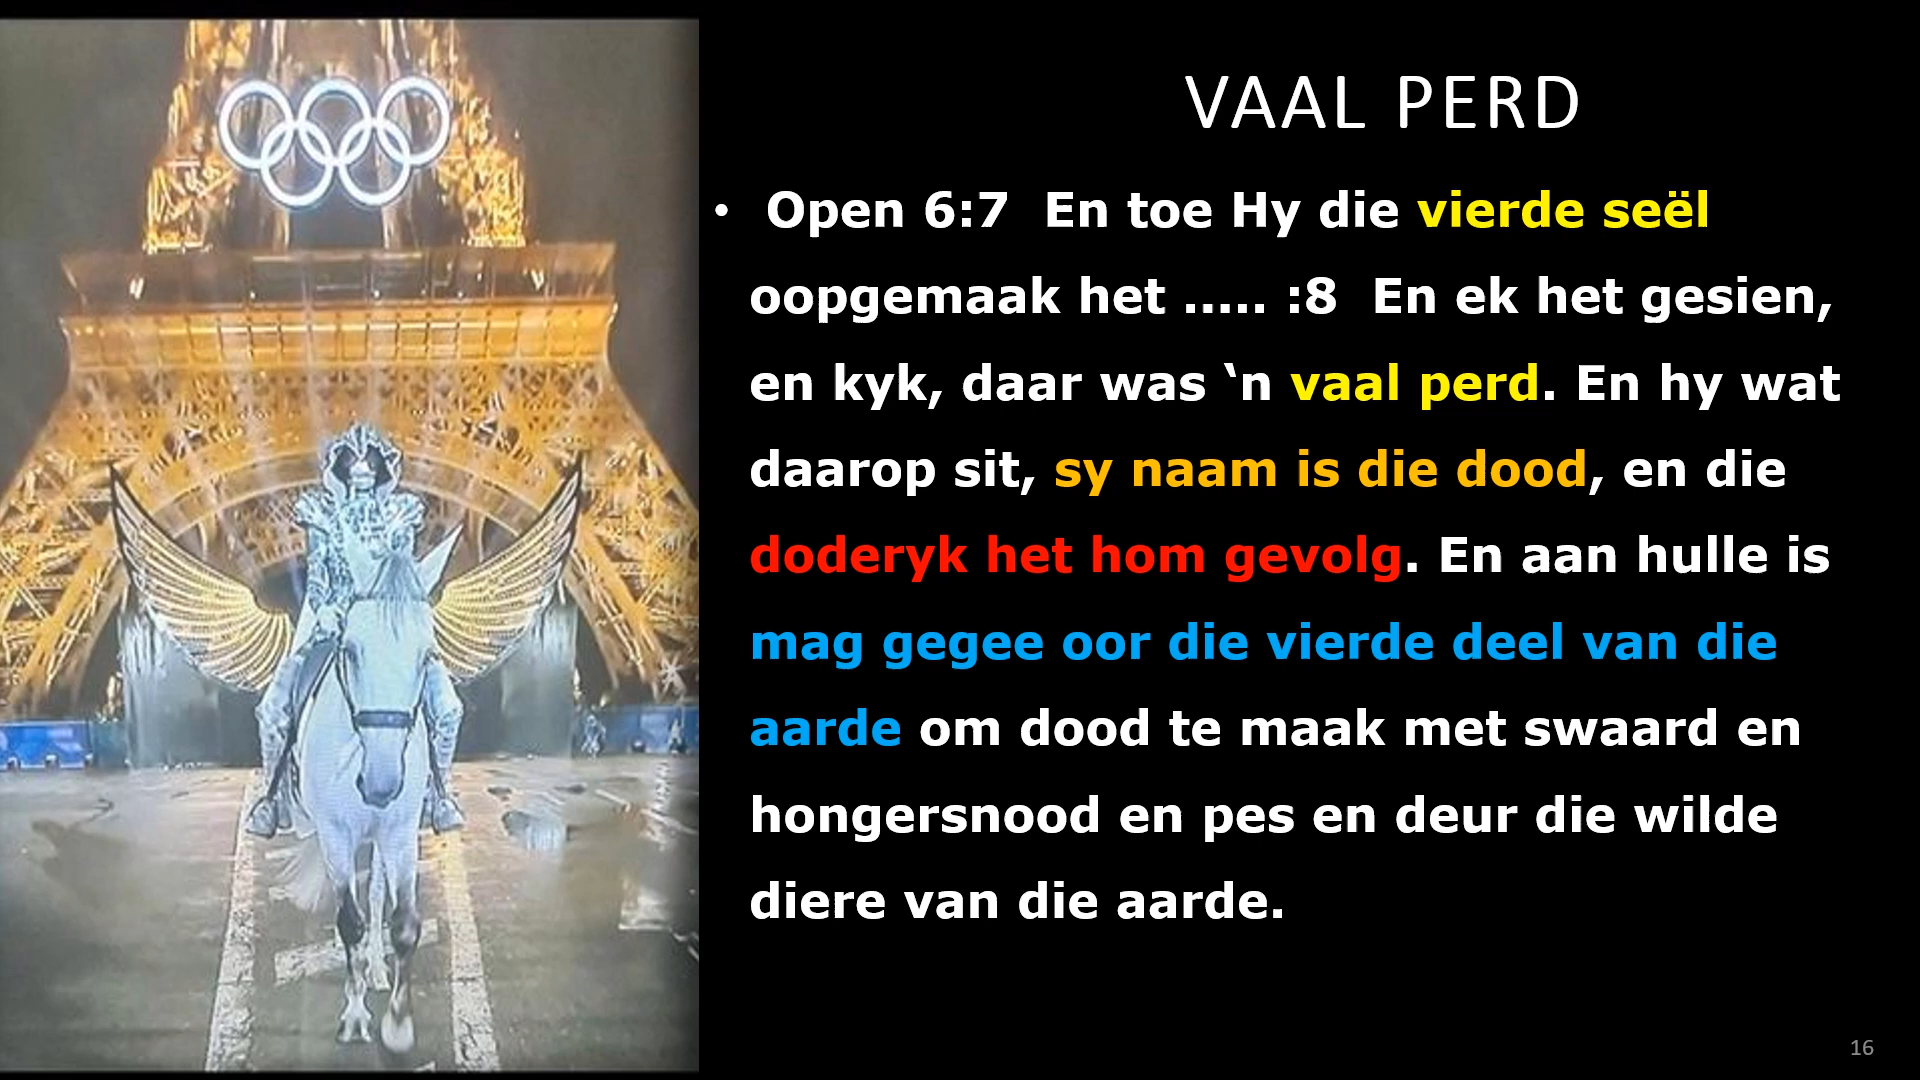 VAAL PERD
• Open 6:7  En toe Hy die vierde seël
oopgemaak het ..... :8  En ek het gesien,
en kyk, daar was ‘n vaal perd. En hy wat
daarop sit, sy naam is die dood, en die
doderyk het hom gevolg. En aan hulle is
mag gegee oor die vierde deel van die
aarde om dood te maak met swaard en
hongersnood en pes en deur die wilde
diere van die aarde.
16